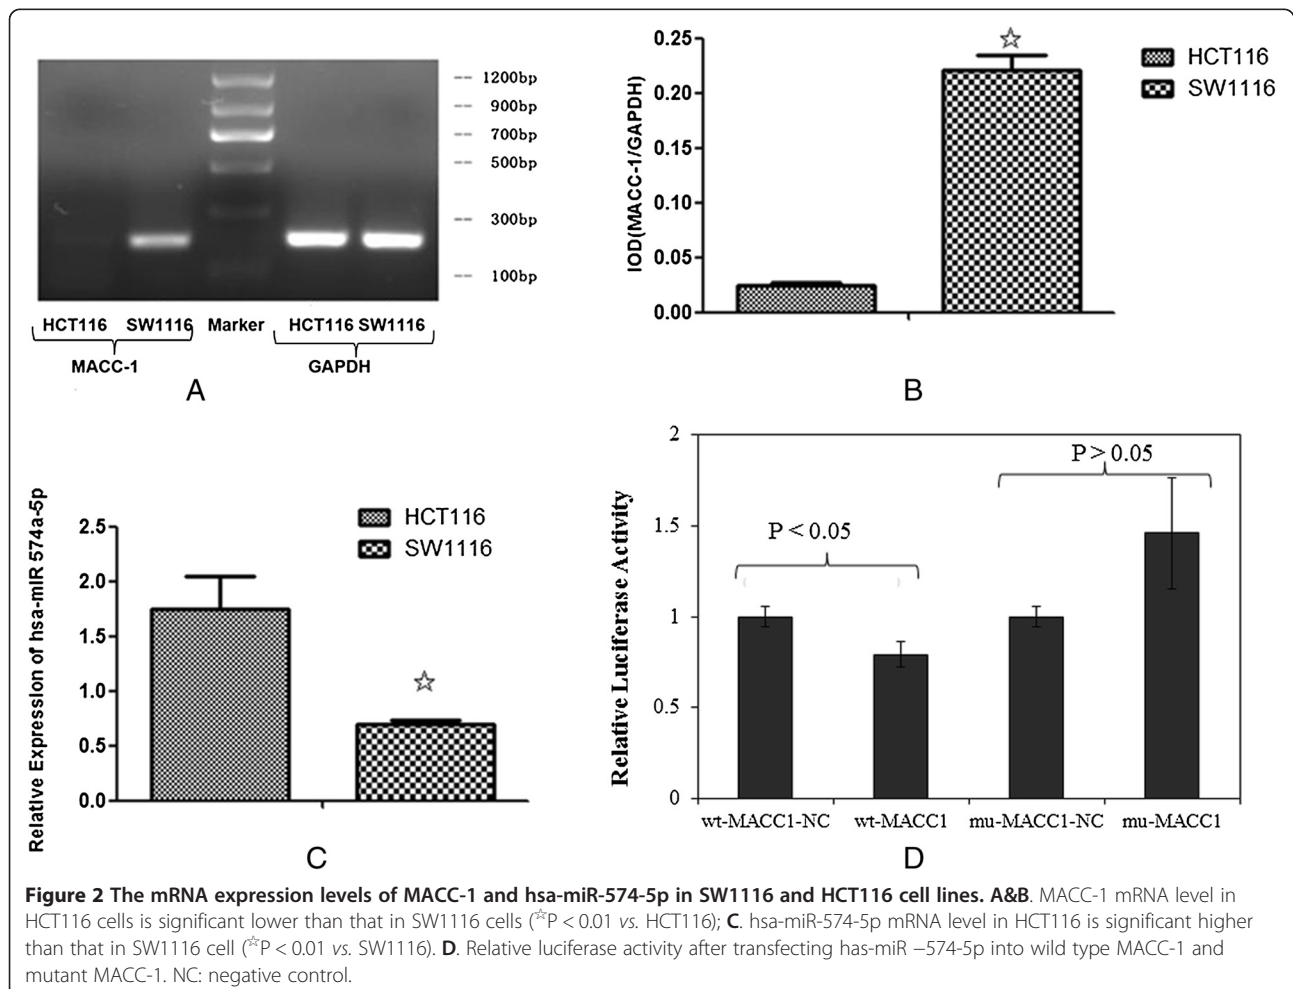 1200bp
900bp
700bp
500bp
300bp
100bp
HCT116 SW1116 Marker HCT116 SW1116
MACC-1 GAPDH
A
0.25
0.20
0.15
0.10
0.05
0.00
IOD(MACC-1/GAPDH)
☆
HCT116
SW1116
B
2.5
2.0
1.5
1.0
0.5
0.0
Relative Expression of hsa-mIR 574a-5p
HCT116
SW1116
☆
C
2
1.5
1
0.5
0
Relative Luciferase Activity
P < 0.05
P > 0.05
wt-MACC1-NC wt-MACC1 mu-MACC1-NC mu-MACC1
D
Figure 2 The mRNA expression levels of MACC-1 and hsa-miR-574-5p in SW1116 and HCT116 cell lines. A&B. MACC-1 mRNA level in
HCT116 cells is significant lower than that in SW1116 cells (☆P < 0.01 vs. HCT116); C. hsa-miR-574-5p mRNA level in HCT116 is significant higher
than that in SW1116 cell (☆P < 0.01 vs. SW1116). D. Relative luciferase activity after transfecting has-miR −574-5p into wild type MACC-1 and
mutant MACC-1. NC: negative control.